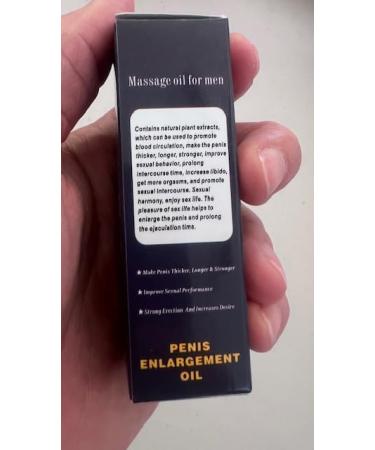 Massage oil for men
Contains natural plant extracts,
which can be used to promote
blood circulation, make the penis
thicker, longer, stronger, improve
sexual behavior, prolong
intercourse time, increase libido,
get more orgasms, and promote
sexual intercourse. Sexual
harmony, enjoy sex life. The
pleasure of sex life helps to
enlarge the penis and prolong
the ejaculation tims.
★ Make Penis Thicker, Longer & Stronger
★ Improve Sexual Performance
★ Strong Erection And Increases Desire
PENIS
ENLARGEMENT
OIL